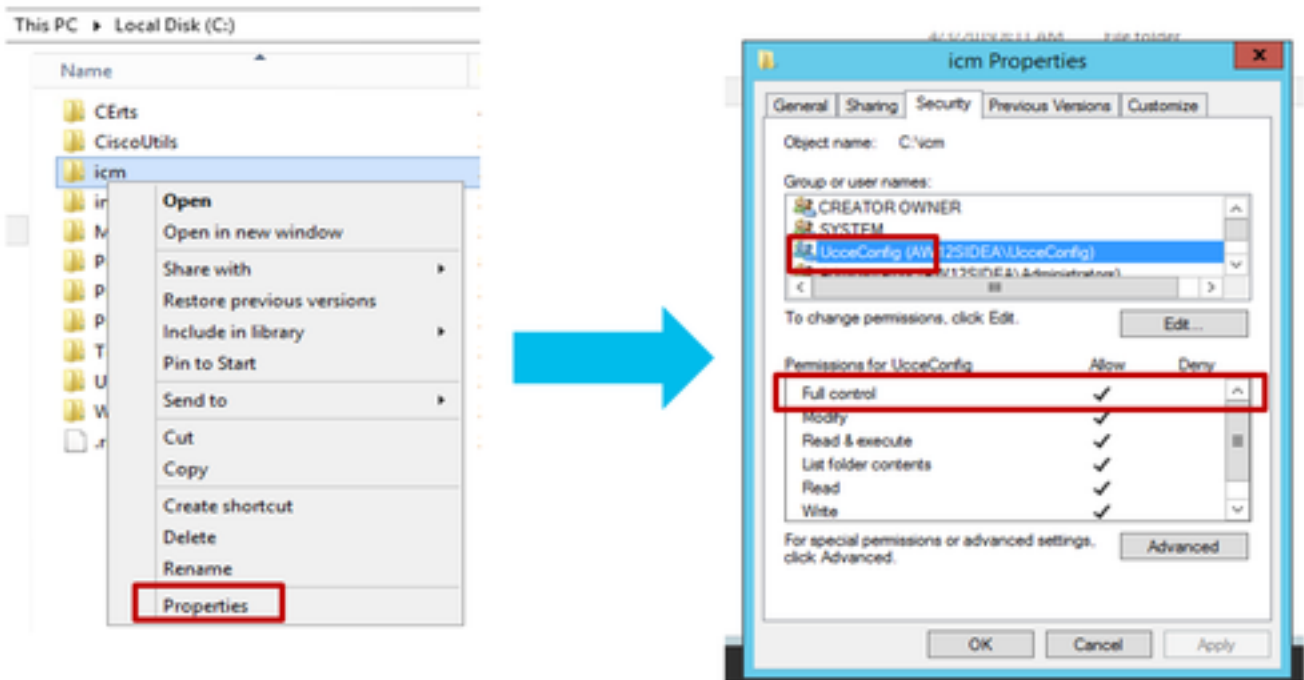 This PC ▸ Local Disk (C:)
Name
CErts
CiscoUtils
icm
Open
Open in new window
Share with
Restore previous versions
Include in library
Pin to Start
Send to
Cut
Copy
Create shortcut
Delete
Rename
Properties
icm Properties
General Sharing Security Previous Versions Customize
Object name: C:\icm
Group or user names:
CREATOR OWNER
SYSTEM
UcceConfig (AW12SIDEA\UcceConfig)
To change permissions, click Edit.
Edit...
Permissions for UcceConfig Allow Deny
Full control
Modify
Read & execute
List folder contents
Read
Write
For special permissions or advanced settings,
click Advanced.
Advanced
OK Cancel Apply